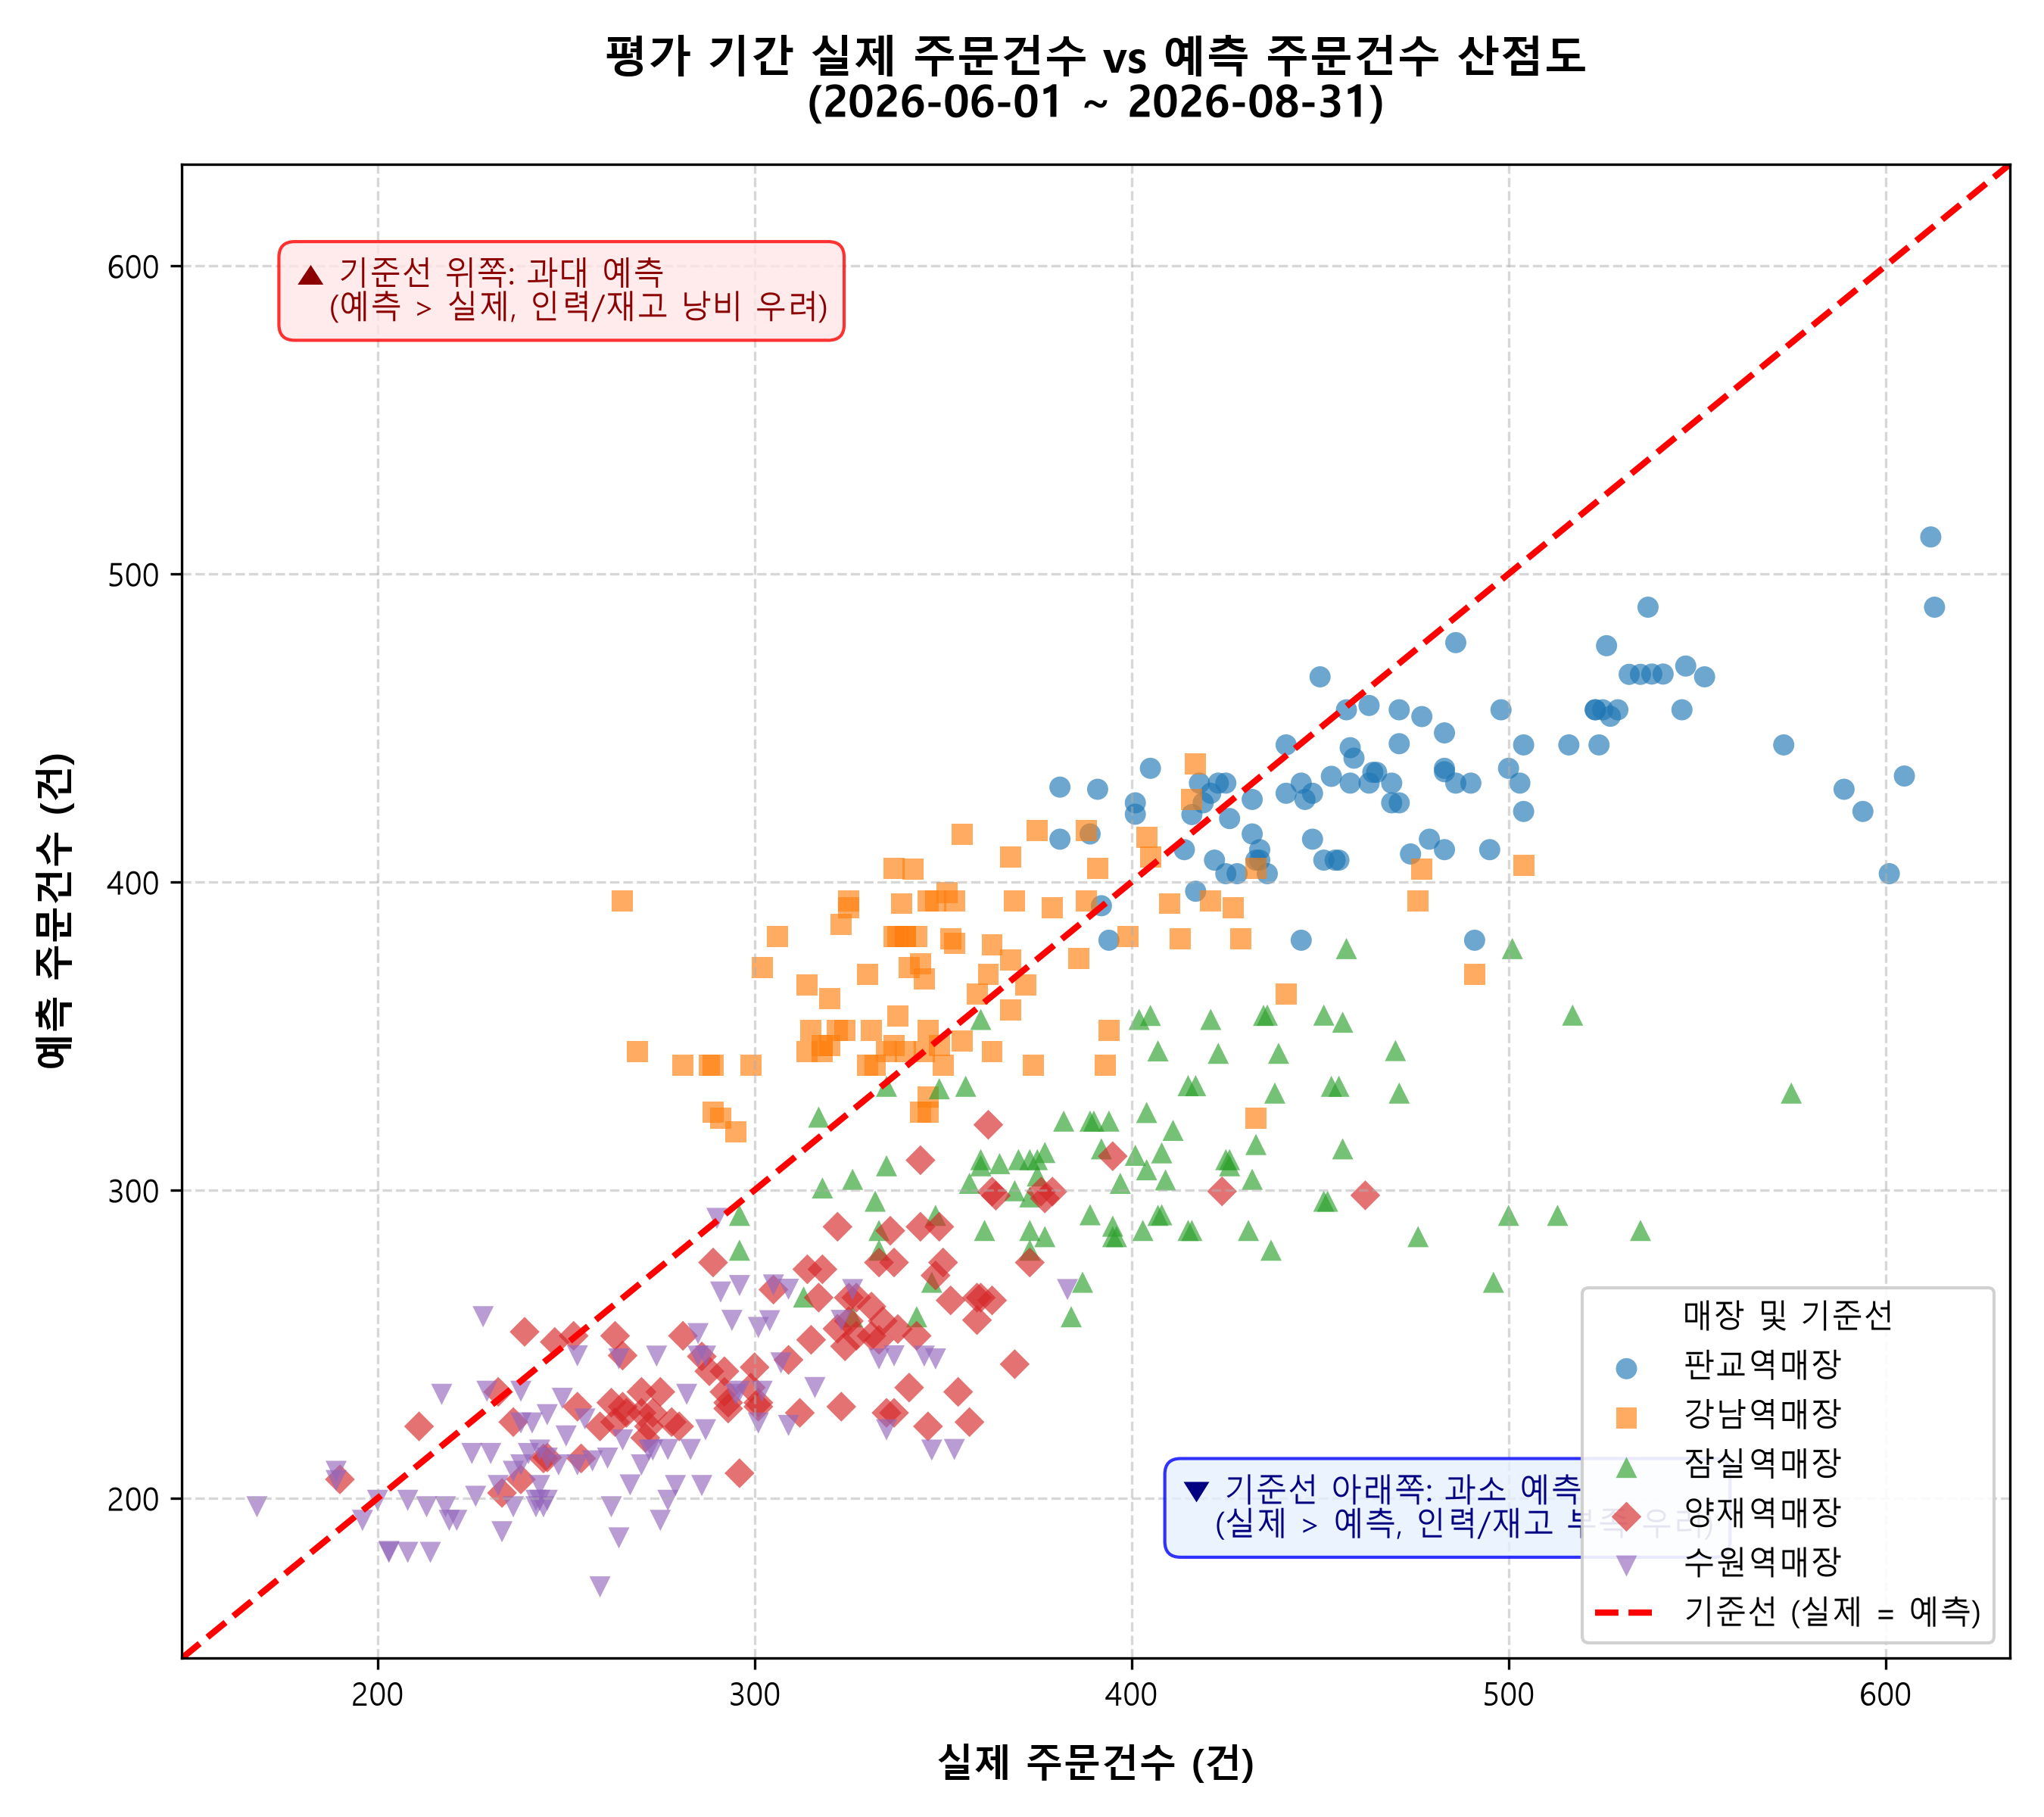 평가 기간 실제 주문건수 vs 예측 주문건수 산점도
(2026-06-01 ~ 2026-08-31)
▲ 기준선 위쪽: 과대 예측
(예측 > 실제, 인력/재고 낭비 우려)
예측 주문건수 (건)
600
500
400
300
200
▼ 기준선 아래쪽: 과소 예측
(실제 > 예측, 인력/재고 부족 우려)
매장 및 기준선
판교역매장
강남역매장
잠실역매장
양재역매장
수원역매장
기준선 (실제 = 예측)
200
300
400
500
600
실제 주문건수 (건)